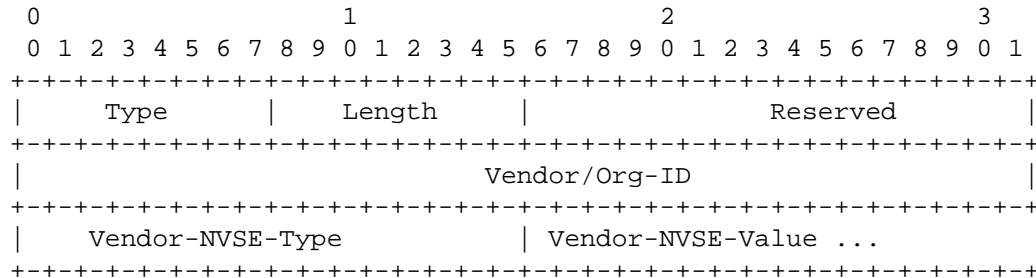 0                   1                   2                   3
 0 1 2 3 4 5 6 7 8 9 0 1 2 3 4 5 6 7 8 9 0 1 2 3 4 5 6 7 8 9 0 1
+-+-+-+-+-+-+-+-+-+-+-+-+-+-+-+-+-+-+-+-+-+-+-+-+-+-+-+-+-+-+-+-+
|     Type      |    Length     |               Reserved        |
+-+-+-+-+-+-+-+-+-+-+-+-+-+-+-+-+-+-+-+-+-+-+-+-+-+-+-+-+-+-+-+-+
|                             Vendor/Org-ID                     |
+-+-+-+-+-+-+-+-+-+-+-+-+-+-+-+-+-+-+-+-+-+-+-+-+-+-+-+-+-+-+-+-+
|    Vendor-NVSE-Type           | Vendor-NVSE-Value ...
+-+-+-+-+-+-+-+-+-+-+-+-+-+-+-+-+-+-+-+-+-+-+-+-+-+-+-+-+-+-+-+-+